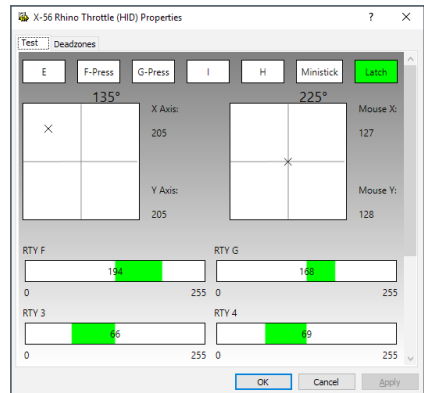 X-56 Rhino Throttle (HID) Properties ? X
Test Deadzones
E F-Press G-Press I H Ministick Latch
135° 225°
X Axis: Mouse X:
205 127
Y Axis: Mouse Y:
205 128
RTY F RTY G
194 168
0 255 0 255
RTY 3 RTY 4
66 69
0 255 0 255
OK Cancel Apply